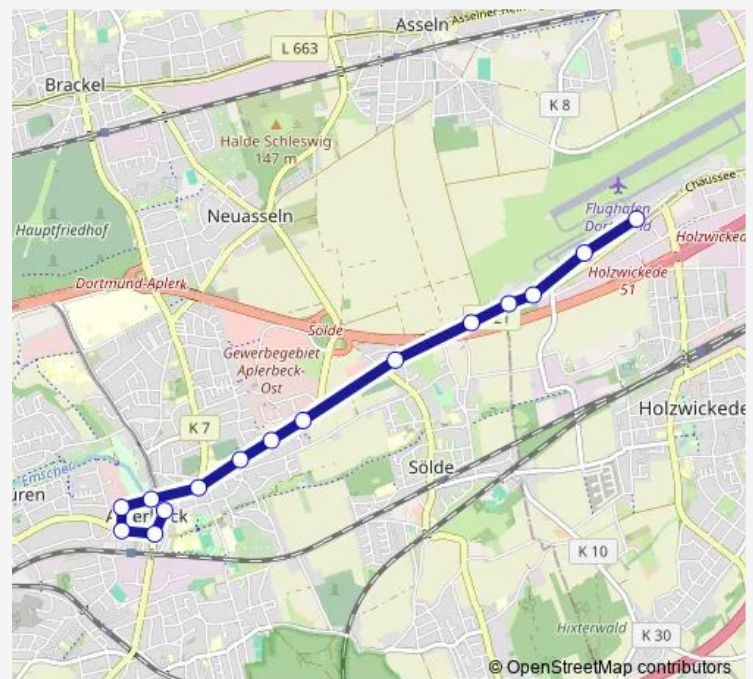 Asseln
Asselner He
L 663
Brackel
K 8
Halde Schleswig
147 m
Chaussee
Flughafen
Neuasseln
Hauptfriedhof
Holzwickede
Holzwickede
51
Dortmund-Aplerk
Sölde
Gewerbegebiet
Aplerbeck-
Ost
Holzwickede
K 7
Sölde
Emscher
uren
K 10
Hixterwald
K 30
© OpenStreetMap contributors